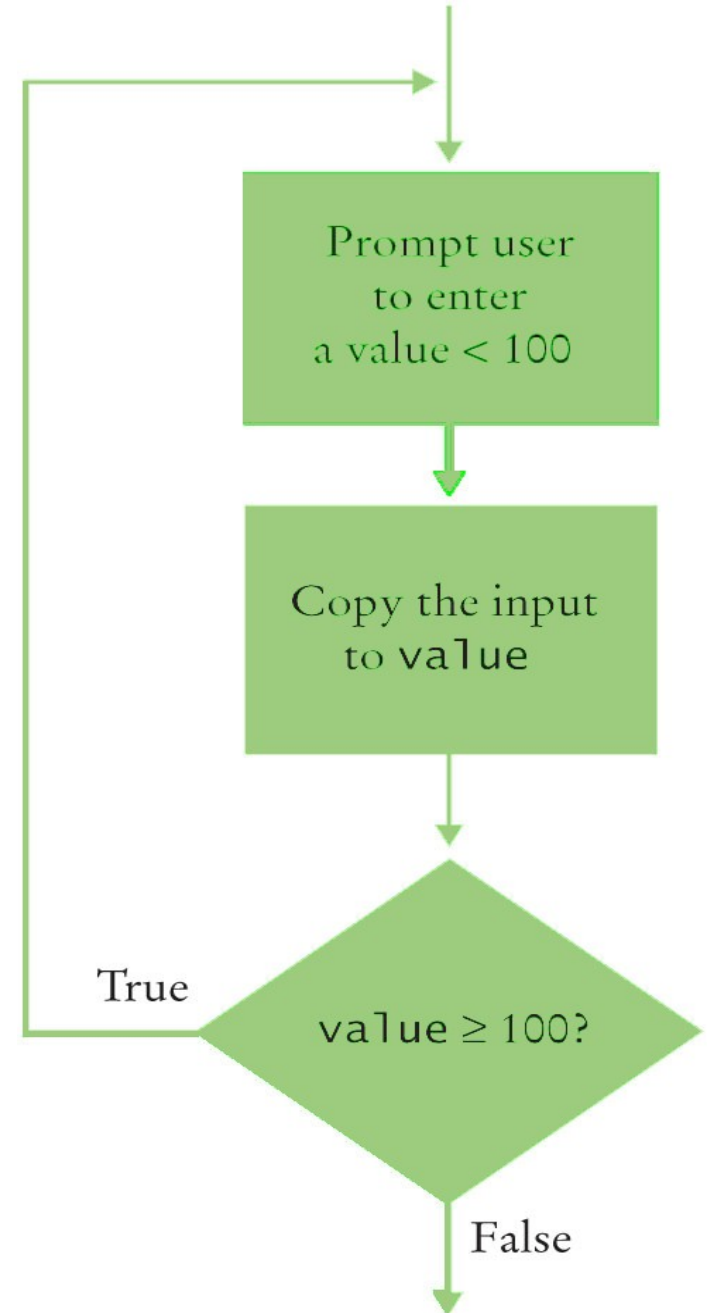 Prompt user
to enter
a value < 100
Copy the input
to value
True
value ≥ 100?
False